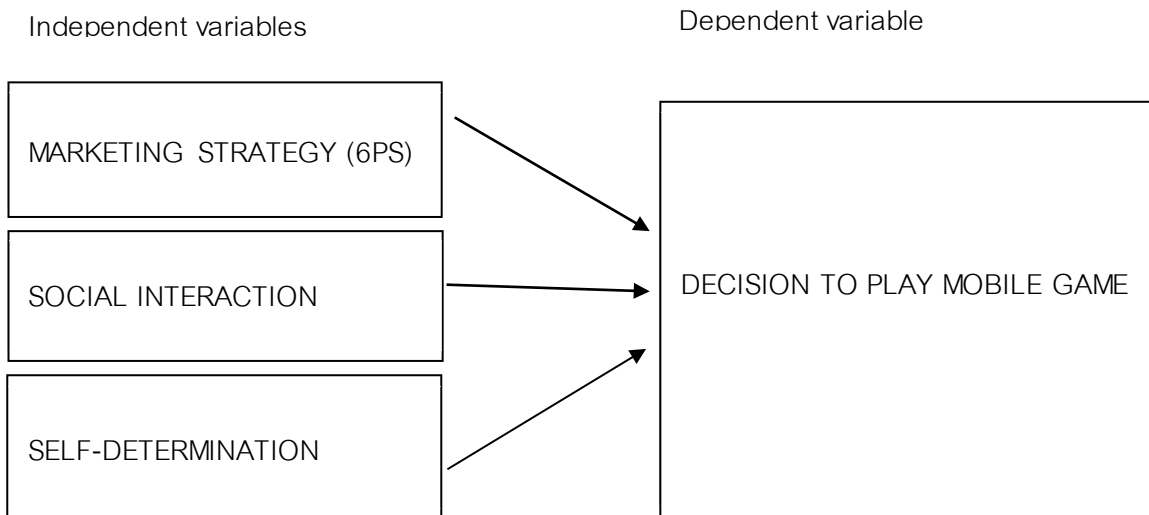 Independent variables
Dependent variable
MARKETING STRATEGY (6PS)
SOCIAL INTERACTION
SELF-DETERMINATION
DECISION TO PLAY MOBILE GAME